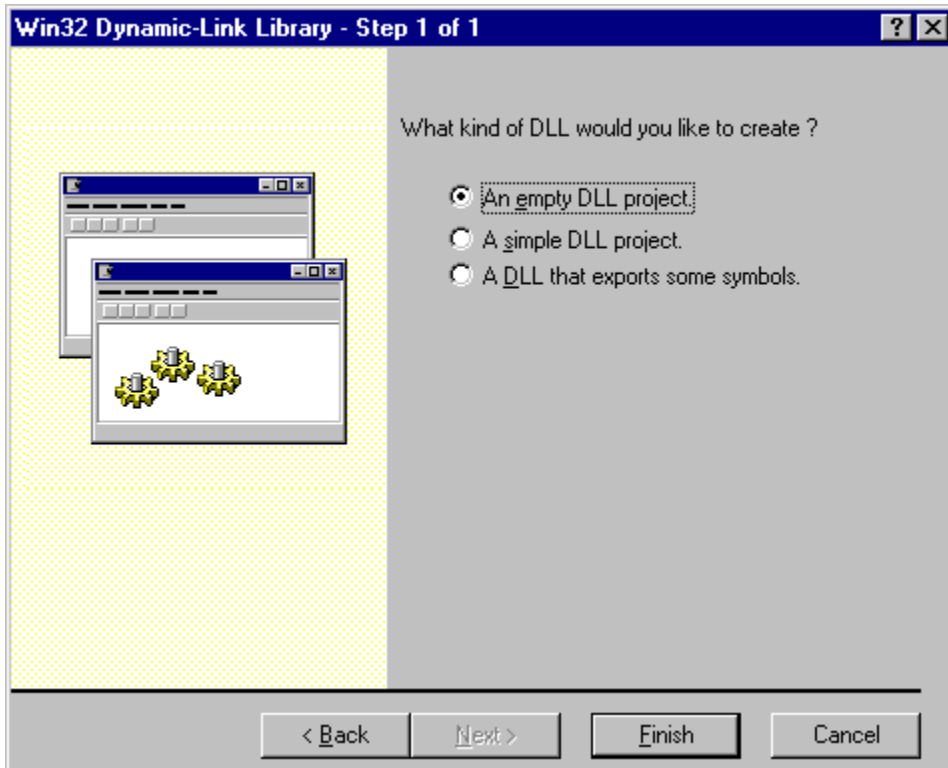 Win32 Dynamic-Link Library - Step 1 of 1
What kind of DLL would you like to create ?
An empty DLL project.
A simple DLL project.
A DLL that exports some symbols.
< Back Next > Finish Cancel